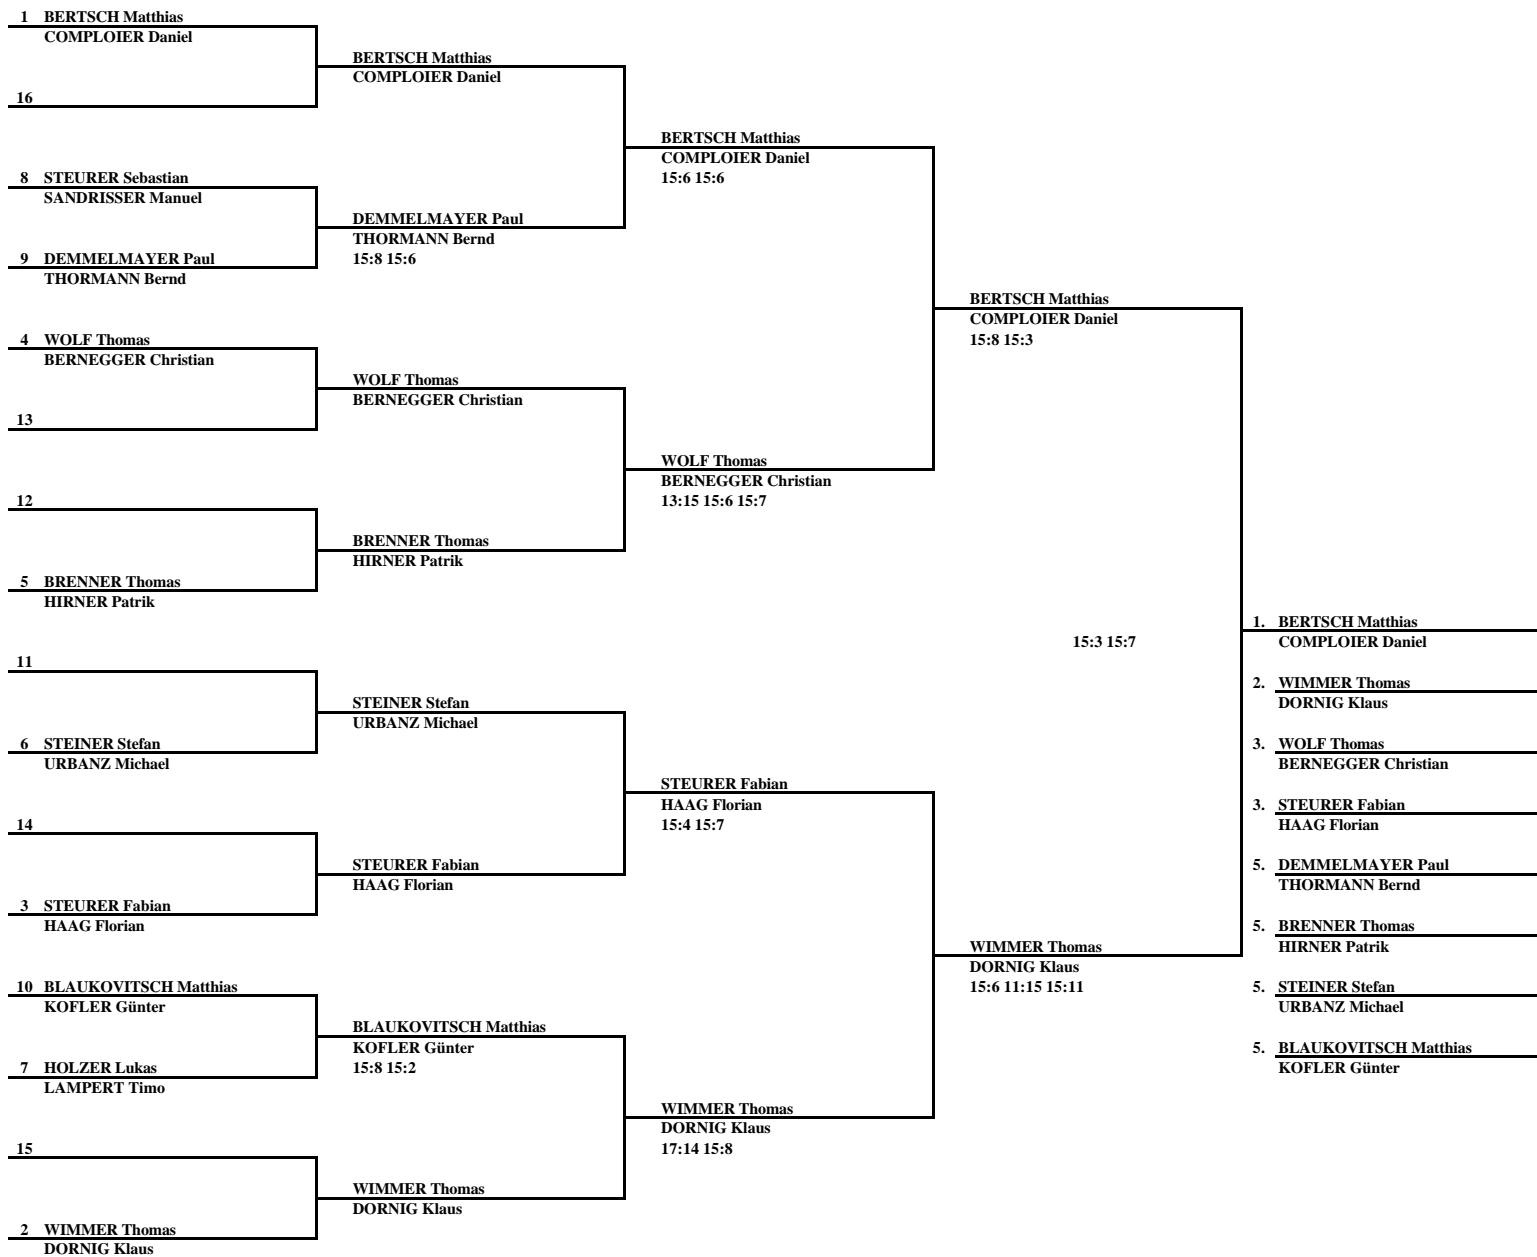 1 BERTSCH Matthias
COMPLOIER Daniel
16
8 STEURER Sebastian
SANDRISSER Manuel
9 DEMMELMAYER Paul
THORMANN Bernd
4 WOLF Thomas
BERNEGGER Christian
13
12
5 BRENNER Thomas
HIRNER Patrik
11
6 STEINER Stefan
URBANZ Michael
14
3 STEURER Fabian
HAAG Florian
10 BLAUKOVITSCH Matthias
KOFLER Günter
7 HOLZER Lukas
LAMPERT Timo
15
2 WIMMER Thomas
DORNIG Klaus
BERTSCH Matthias
COMPLOIER Daniel
DEMMELMAYER Paul
THORMANN Bernd
15:8 15:6
WOLF Thomas
BERNEGGER Christian
BRENNER Thomas
HIRNER Patrik
STEINER Stefan
URBANZ Michael
STEURER Fabian
HAAG Florian
BLAUKOVITSCH Matthias
KOFLER Günter
15:8 15:2
WIMMER Thomas
DORNIG Klaus
BERTSCH Matthias
COMPLOIER Daniel
15:6 15:6
WOLF Thomas
BERNEGGER Christian
13:15 15:6 15:7
STEURER Fabian
HAAG Florian
15:4 15:7
WIMMER Thomas
DORNIG Klaus
17:14 15:8
BERTSCH Matthias
COMPLOIER Daniel
15:8 15:3
WIMMER Thomas
DORNIG Klaus
15:6 11:15 15:11
15:3 15:7
1. BERTSCH Matthias
COMPLOIER Daniel
2. WIMMER Thomas
DORNIG Klaus
3. WOLF Thomas
BERNEGGER Christian
3. STEURER Fabian
HAAG Florian
5. DEMMELMAYER Paul
THORMANN Bernd
5. BRENNER Thomas
HIRNER Patrik
5. STEINER Stefan
URBANZ Michael
5. BLAUKOVITSCH Matthias
KOFLER Günter